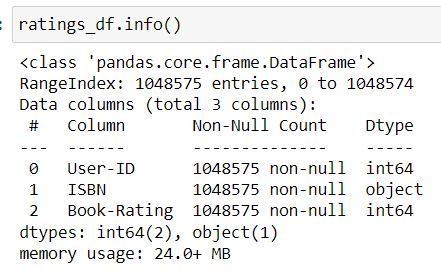 : ratings_df.info()
<class 'pandas.core.frame.DataFrame'>
RangeIndex: 1048575 entries, 0 to 1048574
Data columns (total 3 columns):
 #   Column       Non-Null Count    Dtype
---  ------       --------------    -----
 0   User-ID      1048575 non-null  int64
 1   ISBN         1048575 non-null  object
 2   Book-Rating  1048575 non-null  int64
dtypes: int64(2), object(1)
memory usage: 24.0+ MB